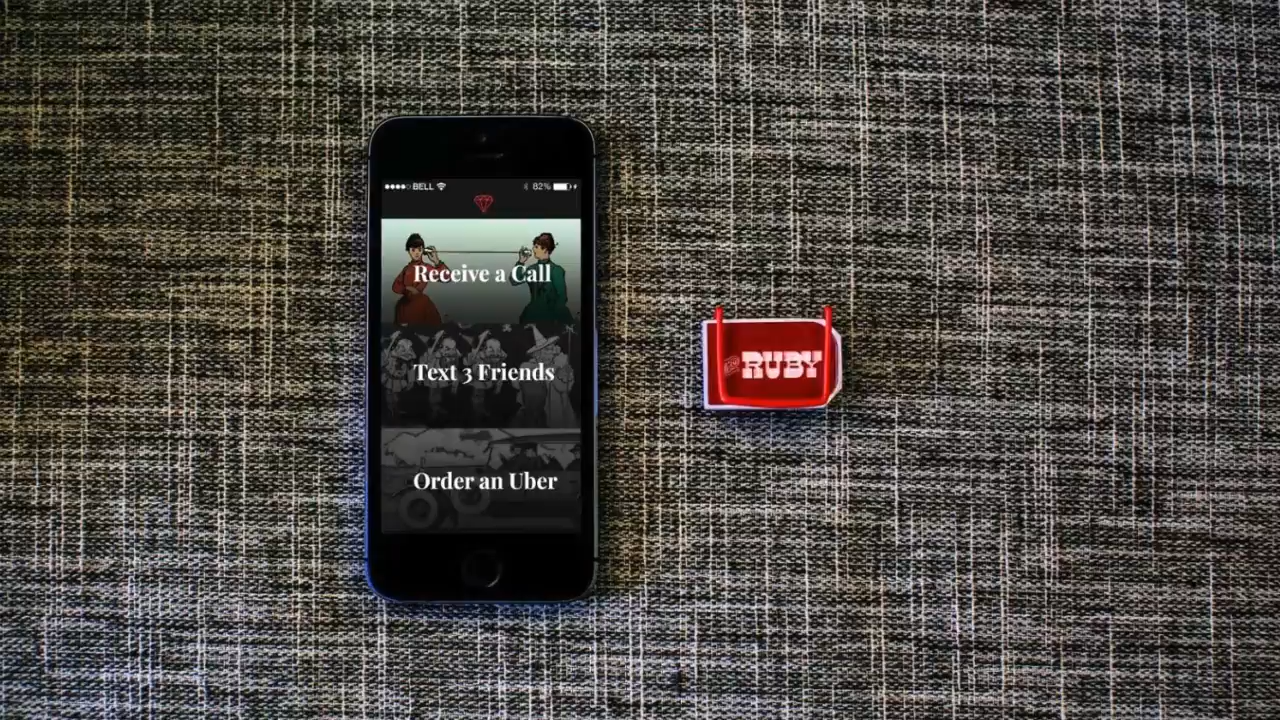 BELL 82%
Receive a Call
Text 3 Friends
Order an Uber
RUBY